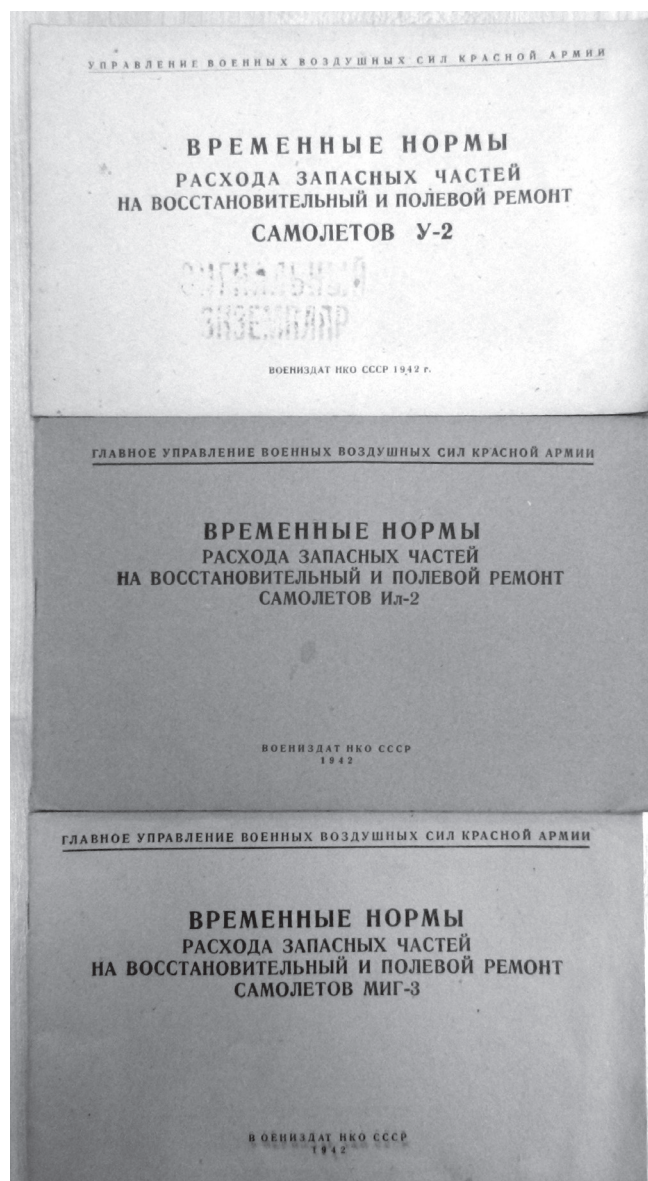 УПРАВЛЕНИЕ ВОЕННЫХ ВОЗДУШНЫХ СИЛ КРАСНОЙ АРМИИ
ВРЕМЕННЫЕ НОРМЫ
РАСХОДА ЗАПАСНЫХ ЧАСТЕЙ
НА ВОССТАНОВИТЕЛЬНЫЙ И ПОЛЕВОЙ РЕМОНТ
САМОЛЕТОВ У-2
ЭКЗЕМПЛЯР
ВОЕНИЗДАТ НКО СССР 1942 г.
ГЛАВНОЕ УПРАВЛЕНИЕ ВОЕННЫХ ВОЗДУШНЫХ СИЛ КРАСНОЙ АРМИИ
ВРЕМЕННЫЕ НОРМЫ
РАСХОДА ЗАПАСНЫХ ЧАСТЕЙ
НА ВОССТАНОВИТЕЛЬНЫЙ И ПОЛЕВОЙ РЕМОНТ
САМОЛЕТОВ Ил-2
ВОЕНИЗДАТ НКО СССР
1942
ГЛАВНОЕ УПРАВЛЕНИЕ ВОЕННЫХ ВОЗДУШНЫХ СИЛ КРАСНОЙ АРМИИ
ВРЕМЕННЫЕ НОРМЫ
РАСХОДА ЗАПАСНЫХ ЧАСТЕЙ
НА ВОССТАНОВИТЕЛЬНЫЙ И ПОЛЕВОЙ РЕМОНТ
САМОЛЕТОВ МИГ-3
ВОЕНИЗДАТ НКО СССР
1942